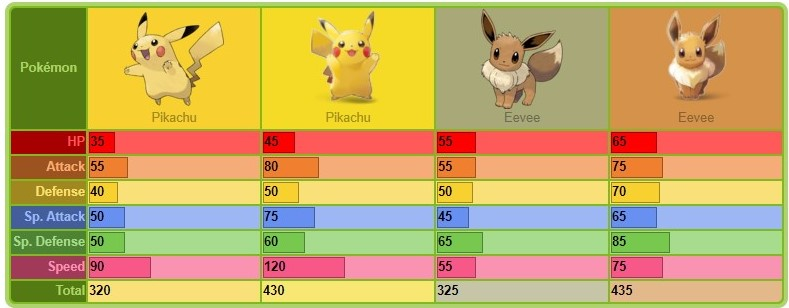 Pokémon
Pikachu Pikachu Eevee Eevee
HP 35 45 55 65
Attack 55 80 55 75
Defense 40 50 50 70
Sp. Attack 50 75 45 65
Sp. Defense 50 60 65 85
Speed 90 120 55 75
Total 320 430 325 435